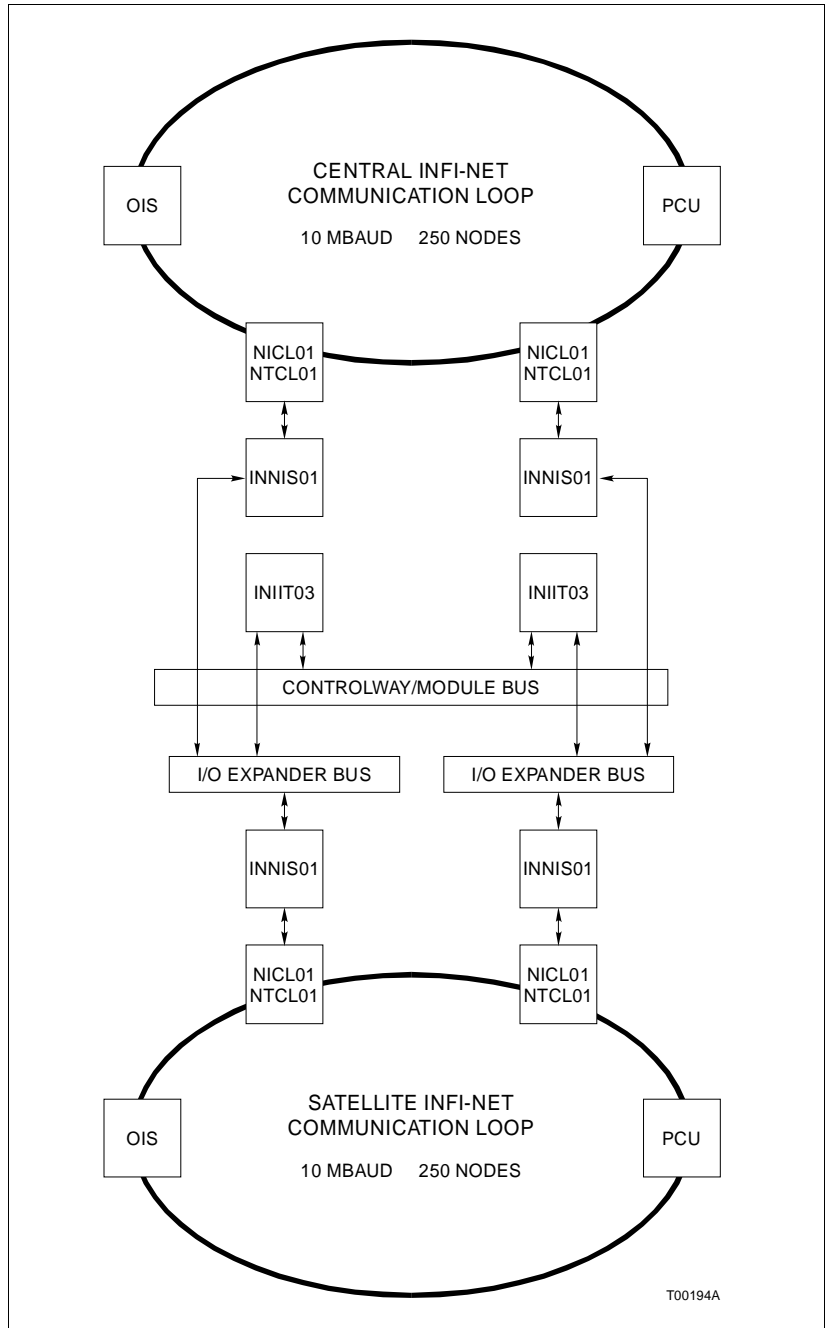 CENTRAL INFI-NET
COMMUNICATION LOOP
10 MBAUD 250 NODES
OIS
PCU
NICL01
NTCL01
NICL01
NTCL01
INNIS01
INNIS01
INIIT03
INIIT03
CONTROLWAY/MODULE BUS
I/O EXPANDER BUS
I/O EXPANDER BUS
INNIS01
INNIS01
NICL01
NTCL01
NICL01
NTCL01
SATELLITE INFI-NET
COMMUNICATION LOOP
10 MBAUD 250 NODES
OIS
PCU
T00194A